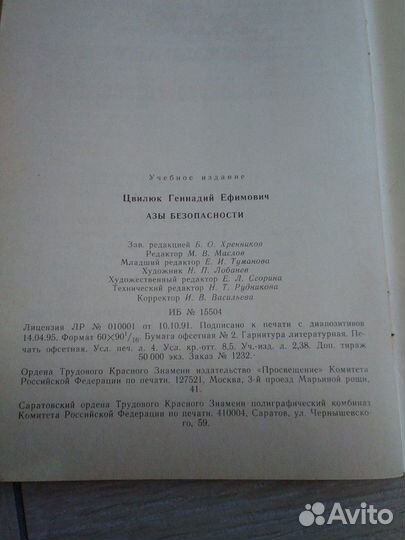 Учебное издание
Цвилюк Геннадий Ефимович
АЗЫ БЕЗОПАСНОСТИ
Зав. редакцией Б. О. Хренников
Редактор М. В. Маслов
Младший редактор Е. И. Туманова
Художник Н. П. Лобанев
Художественный редактор Е. Л. Ссорина
Технический редактор Н. Т. Рудникова
Корректор И. В. Васильева
ИБ № 15504
Лицензия ЛР № 010001 от 10.10.91. Подписано к печати с диапозитивов
14.04.95. Формат 60×90¹/₁₆. Бумага офсетная № 2. Гарнитура литературная. Пе-
чать офсетная. Усл. печ. л. 4. Усл. кр.-отт. 8,5. Уч.-изд. л. 2,38. Доп. тираж
50 000 экз. Заказ № 1232.
Ордена Трудового Красного Знамени издательство «Просвещение» Комитета
Российской Федерации по печати. 127521, Москва, 3-й проезд Марьиной рощи,
41.
Саратовский ордена Трудового Красного Знамени полиграфический комбинат
Комитета Российской Федерации по печати. 410004, Саратов, ул. Чернышевско-
го, 59.
Avito